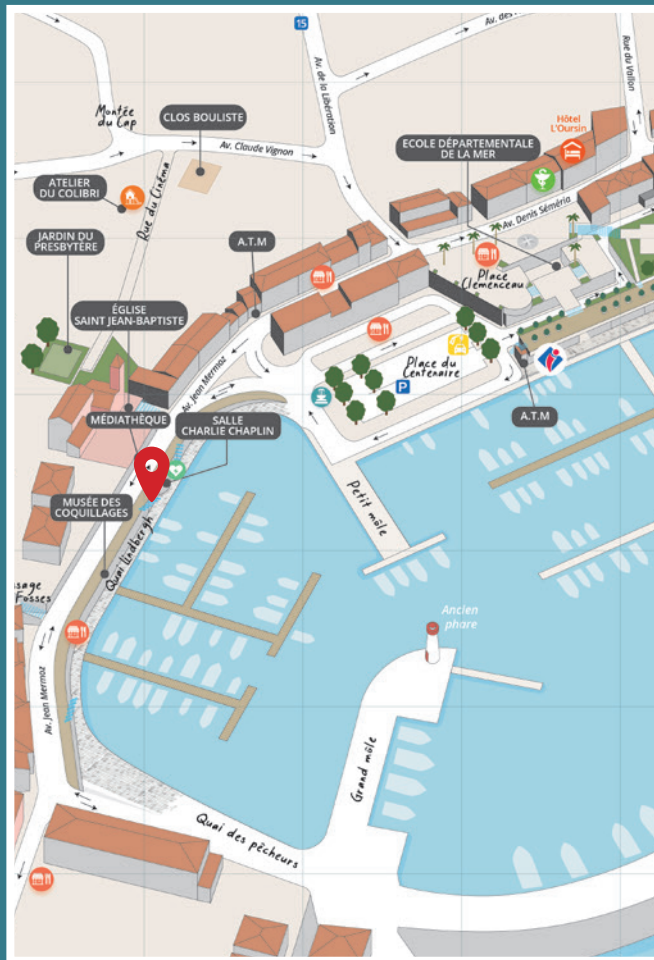 15
Av. des
Rue du Vallon
Av. de la Libération
Montée
du Cap
CLOS BOULISTE
Av. Claude Vignon
Hôtel
L'Oursin
ECOLE DÉPARTEMENTALE
DE LA MER
ATELIER
DU COLIBRI
Rue du Cinéma
Av. Denis Séméria
JARDIN DU
PRESBYTÈRE
A.T.M
Place
Clemenceau
ÉGLISE
SAINT JEAN-BAPTISTE
Place du
Centenaire
P
Av. Jean Mermoz
MÉDIATHÈQUE
SALLE
CHARLIE CHAPLIN
A.T.M
Petit môle
MUSÉE DES
COQUILLAGES
Quai Lindbergh
ssage
Fosses
Ancien
phare
Av. Jean Mermoz
Grand môle
Quai des pêcheurs